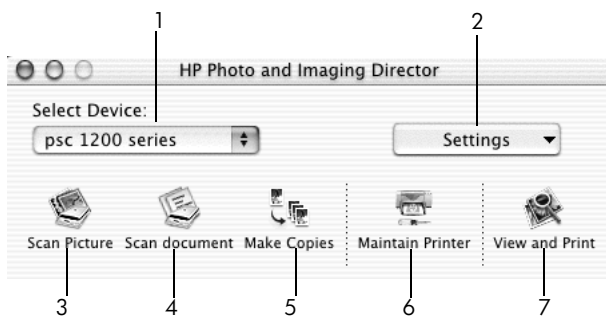 1 2
HP Photo and Imaging Director
Select Device:
psc 1200 series Settings
Scan Picture Scan document Make Copies Maintain Printer View and Print
3 4 5 6 7